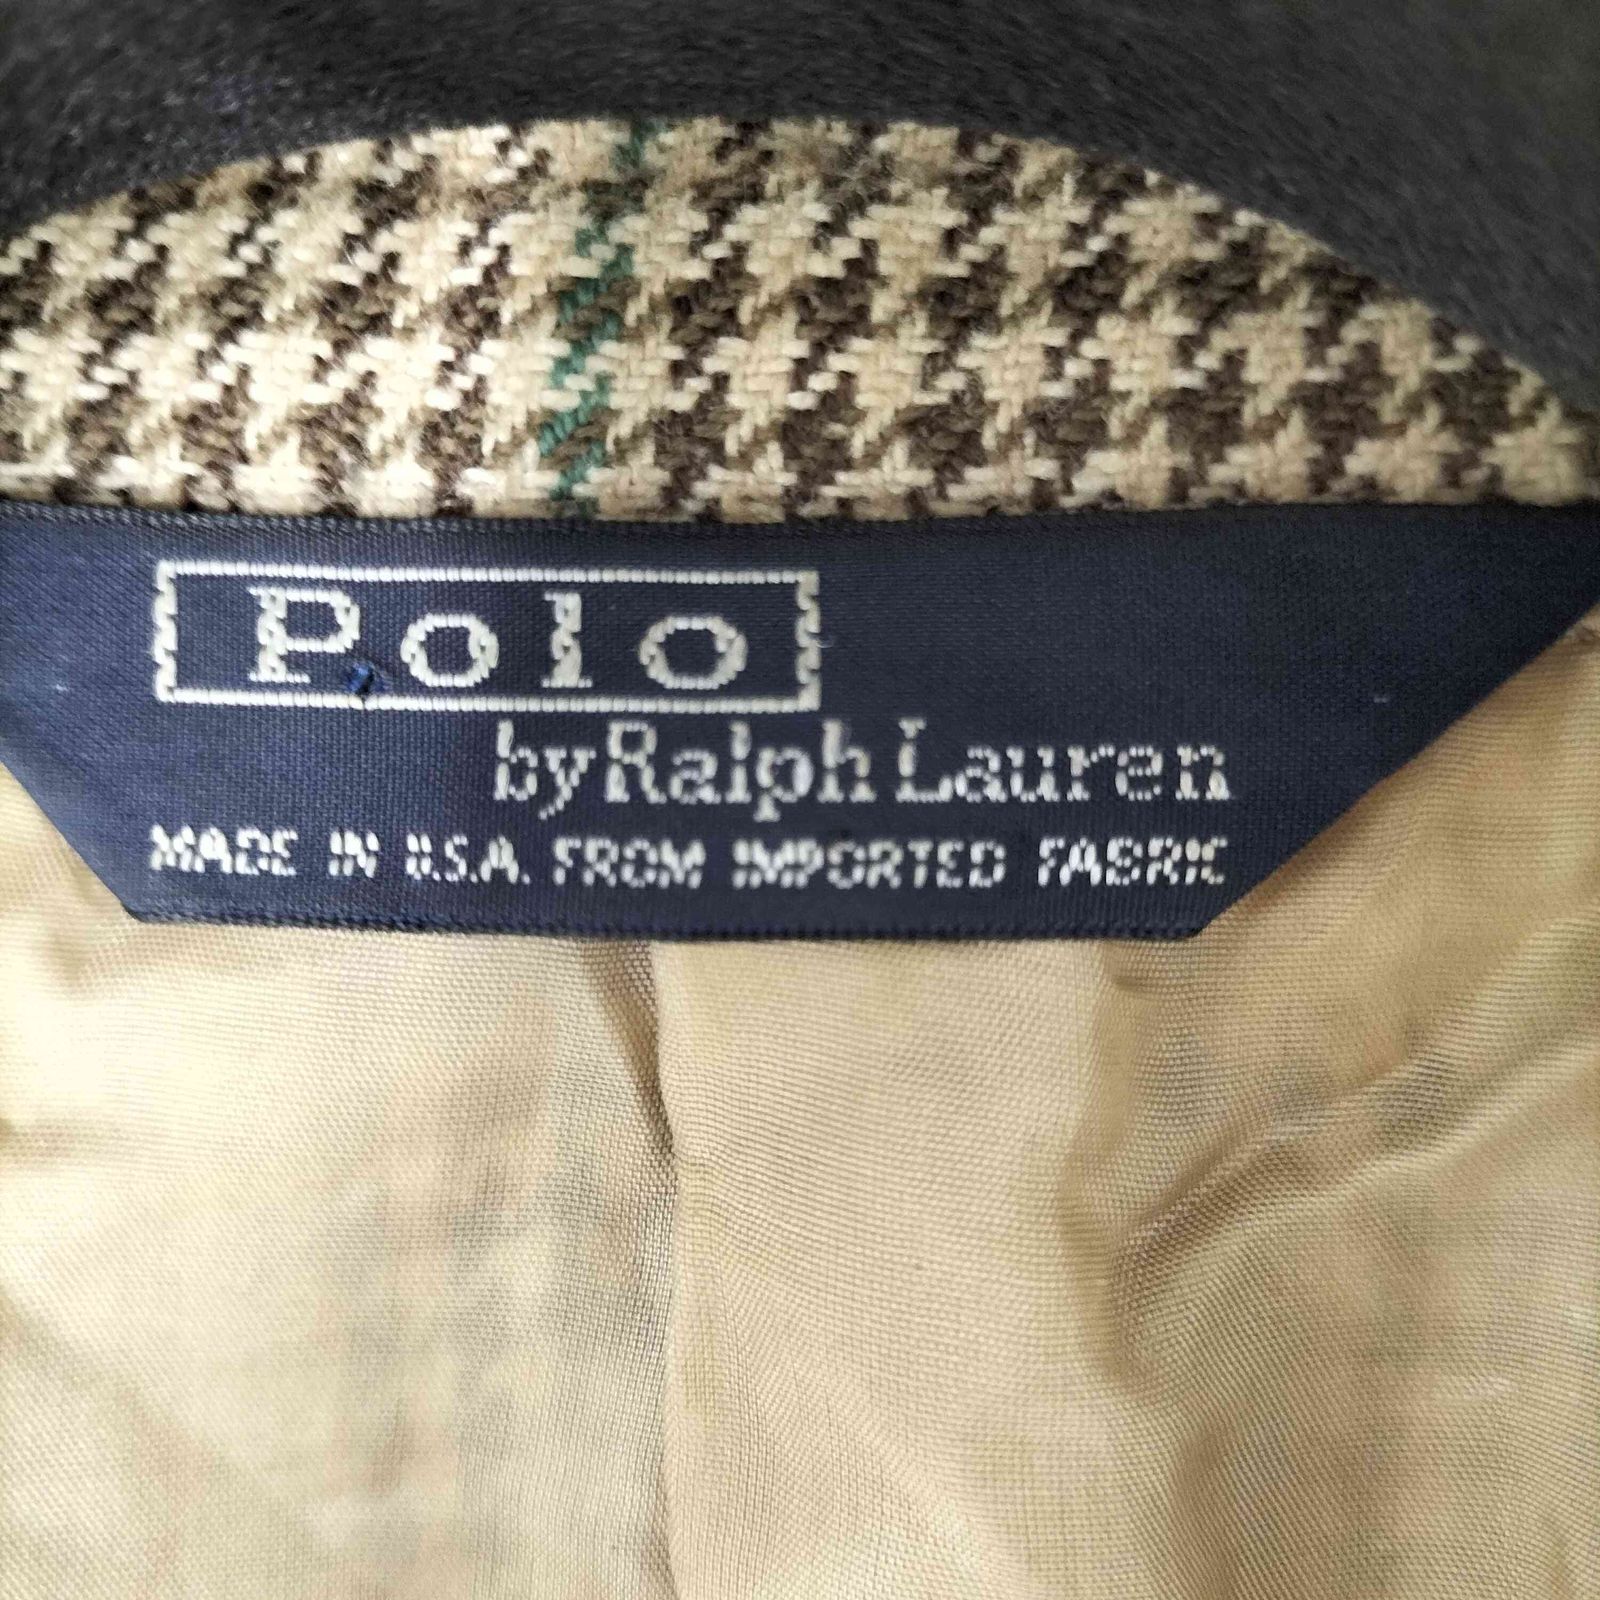 Polo
by Ralph Lauren
MADE IN U.S.A. FROM IMPORTED FABRIC